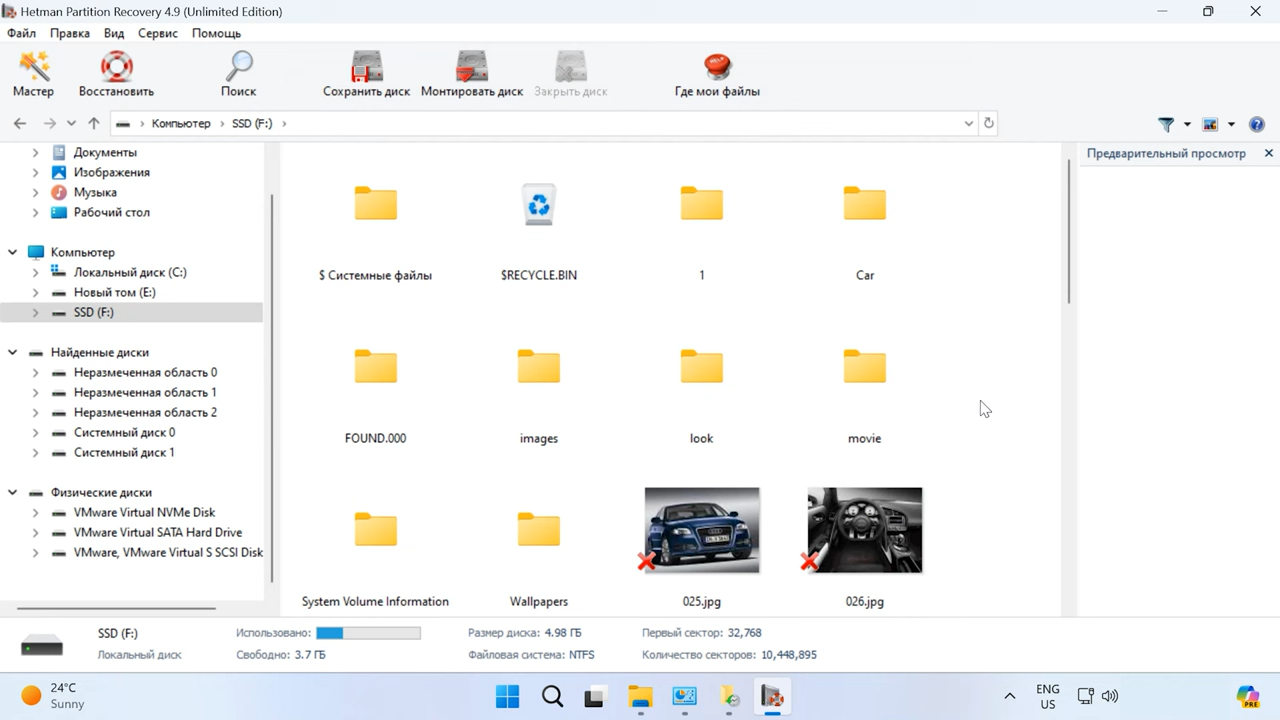 Hetman Partition Recovery 4.9 (Unlimited Edition)
Файл Правка Вид Сервис Помощь
Мастер Восстановить Поиск Сохранить диск Монтировать диск Закрыть диск Где мои файлы
HELP
Компьютер SSD (F:)
Документы
Изображения
Музыка
Рабочий стол
Компьютер
Локальный диск (C:)
Новый том (E:)
SSD (F:)
Найденные диски
Неразмеченная область 0
Неразмеченная область 1
Неразмеченная область 2
Системный диск 0
Системный диск 1
Физические диски
VMware Virtual NVMe Disk
VMware Virtual SATA Hard Drive
VMware, VMware Virtual S SCSI Disk
$ Системные файлы $RECYCLE.BIN 1 Car
FOUND.000 images look movie
System Volume Information Wallpapers 025.jpg 026.jpg
Предварительный просмотр
SSD (F:) Использовано: Размер диска: 4.98 ГБ Первый сектор: 32,768
Локальный диск Свободно: 3.7 ГБ Файловая система: NTFS Количество секторов: 10,448,895
24°C
Sunny
ENG
US
PRE